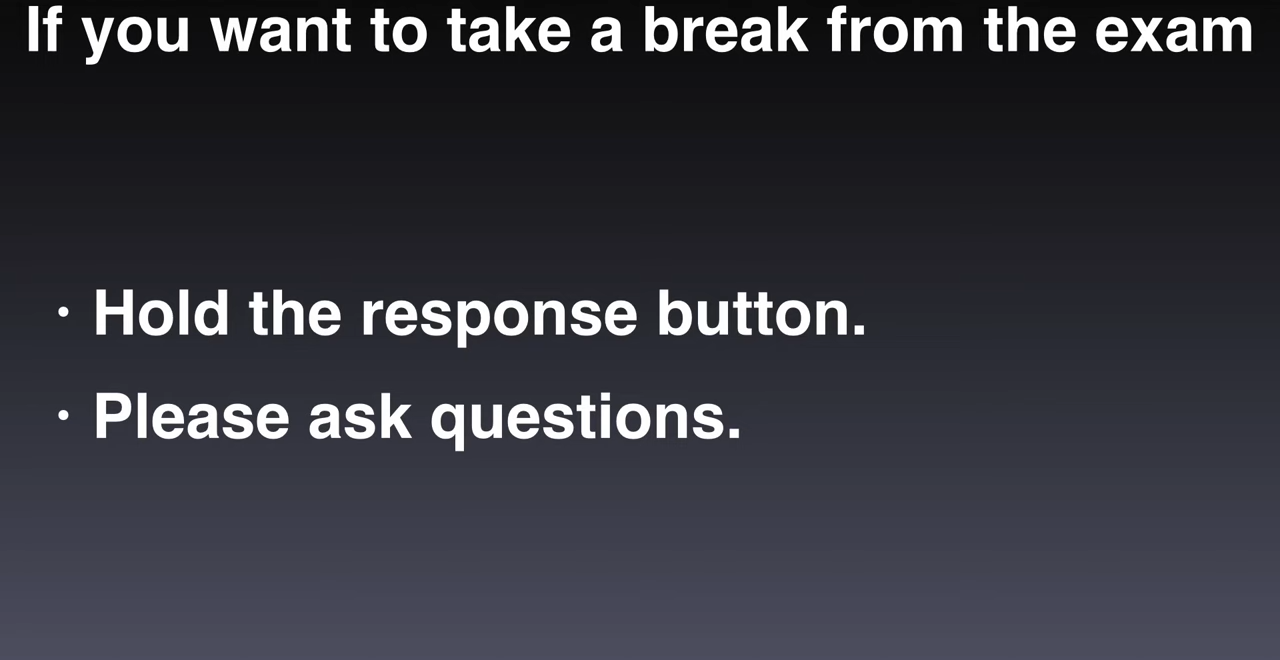 If you want to take a break from the exam
· Hold the response button.
· Please ask questions.